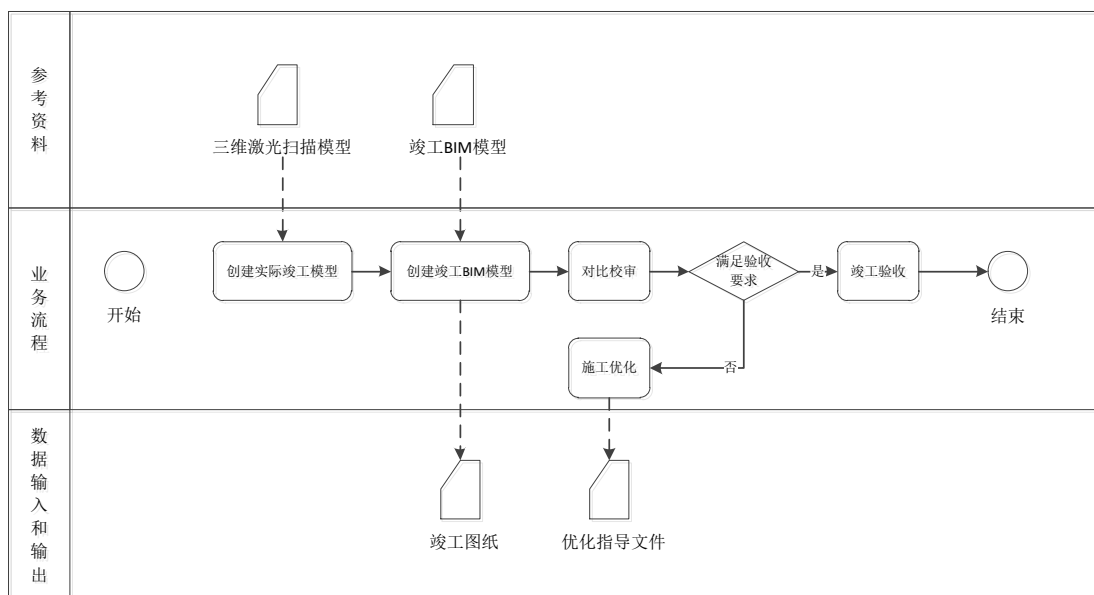 参考资料
三维激光扫描模型
竣工BIM模型
业务流程
开始
创建实际竣工模型
创建竣工BIM模型
对比校审
满足验收
要求
是
竣工验收
结束
施工优化
否
数据输入和输出
竣工图纸
优化指导文件